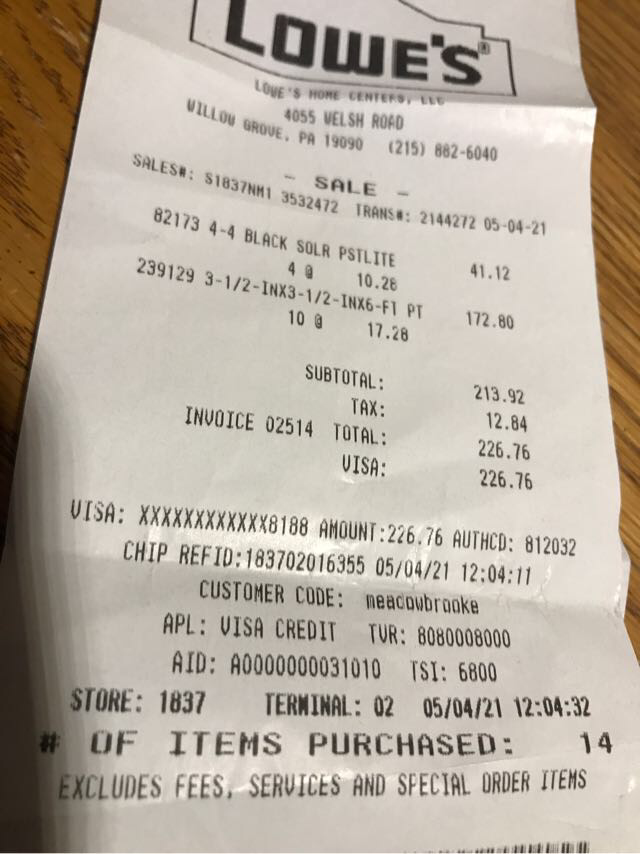 LOWE'S®
LOWE'S HOME CENTERS, LLC
4055 WELSH ROAD
WILLOW GROVE, PA 19090 (215) 882-6040
- SALE -
SALES#: S1837NM1 3532472 TRANS#: 2144272 05-04-21
82173 4-4 BLACK SOLR PSTLITE 41.12
4 @ 10.28
239129 3-1/2-INX3-1/2-INX6-FT PT 172.80
10 @ 17.28
SUBTOTAL: 213.92
TAX: 12.84
INVOICE 02514 TOTAL: 226.76
VISA: 226.76
VISA: XXXXXXXXXXXX8188 AMOUNT:226.76 AUTHCD: 812032
CHIP REFID:183702016355 05/04/21 12:04:11
CUSTOMER CODE: meadowbrooke
APL: VISA CREDIT TVR: 8080008000
AID: A0000000031010 TSI: 6800
STORE: 1837 TERMINAL: 02 05/04/21 12:04:32
# OF ITEMS PURCHASED: 14
EXCLUDES FEES, SERVICES AND SPECIAL ORDER ITEMS